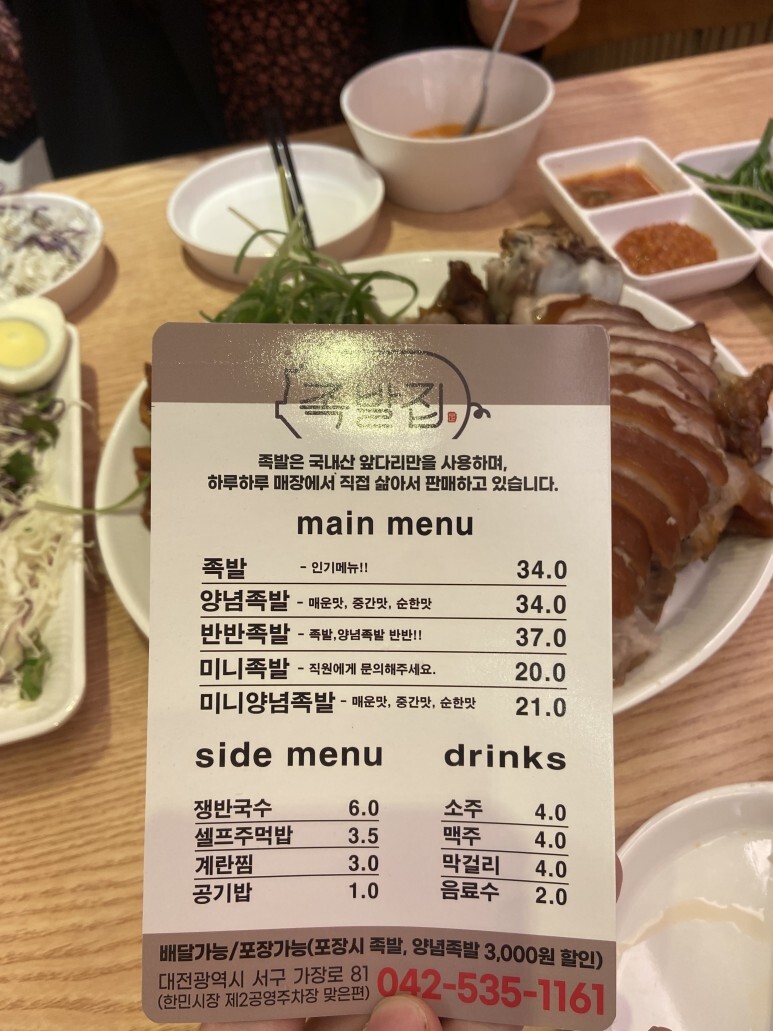 족발집
족발은 국내산 앞다리만을 사용하며,
하루하루 매장에서 직접 삶아서 판매하고 있습니다.
main menu
족발 - 인기메뉴!! 34.0
양념족발 - 매운맛, 중간맛, 순한맛 34.0
반반족발 - 족발,양념족발 반반!! 37.0
미니족발 - 직원에게 문의해주세요. 20.0
미니양념족발 - 매운맛, 중간맛, 순한맛 21.0
side menu
쟁반국수 6.0
셀프주먹밥 3.5
계란찜 3.0
공기밥 1.0
drinks
소주 4.0
맥주 4.0
막걸리 4.0
음료수 2.0
배달가능/포장가능(포장시 족발, 양념족발 3,000원 할인)
대전광역시 서구 가장로 81
(한민시장 제2공영주차장 맞은편)
042-535-1161